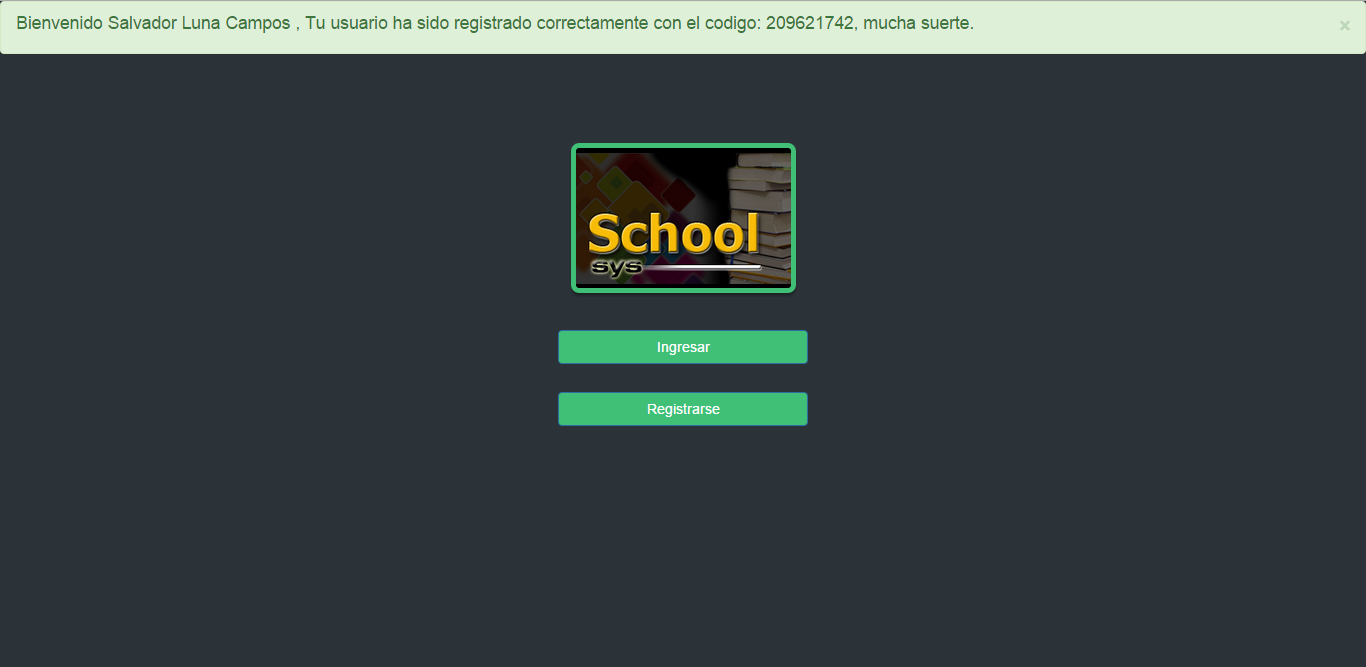 Bienvenido Salvador Luna Campos , Tu usuario ha sido registrado correctamente con el codigo: 209621742, mucha suerte.
×
School
sys
Ingresar
Registrarse